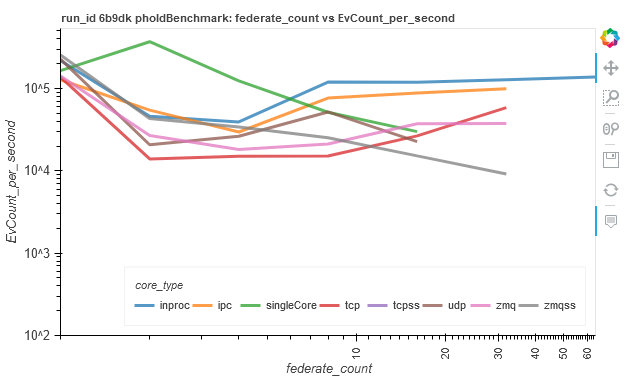 run_id 6b9dk pholdBenchmark: federate_count vs EvCount_per_second
EvCount_per_second
10^5
10^4
10^3
10^2
core_type
inproc ipc singleCore tcp tcpss udp zmq zmqss
10 20 30 40 50 60
federate_count